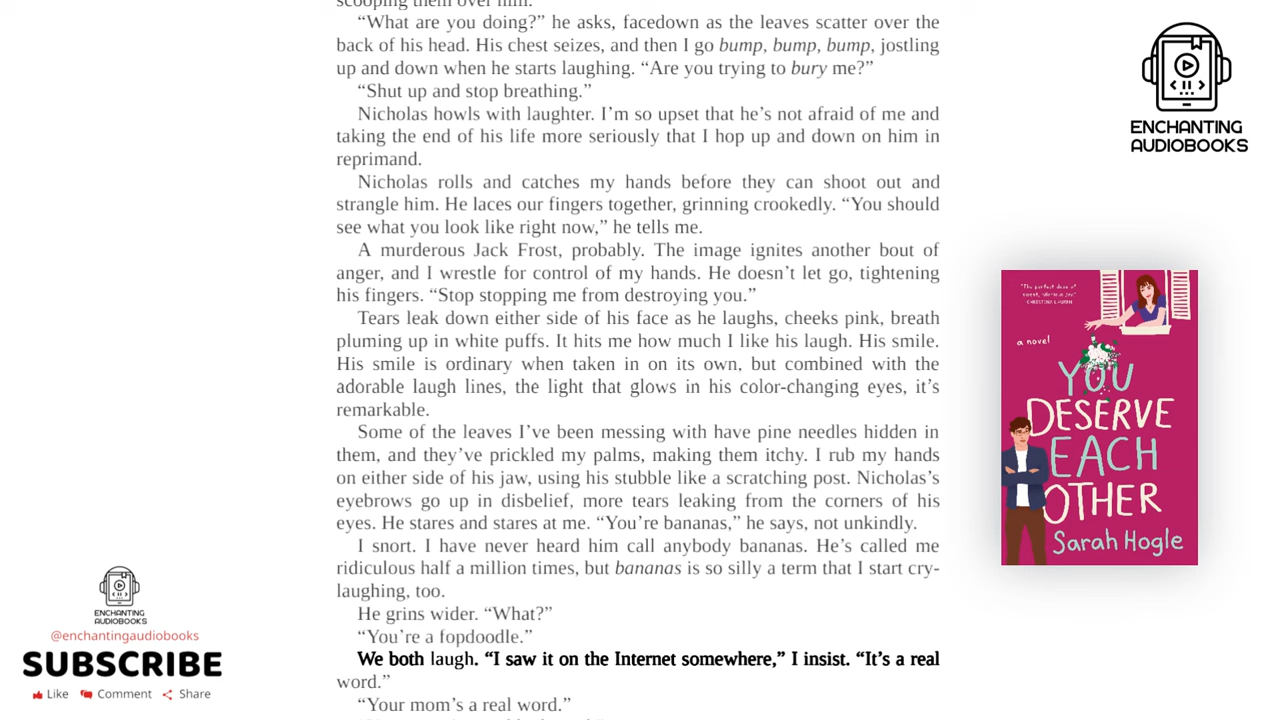 scooping them over him.
“What are you doing?” he asks, facedown as the leaves scatter over the
back of his head. His chest seizes, and then I go bump, bump, bump, jostling
up and down when he starts laughing. “Are you trying to bury me?”
“Shut up and stop breathing.”
Nicholas howls with laughter. I’m so upset that he’s not afraid of me and
taking the end of his life more seriously that I hop up and down on him in
reprimand.
Nicholas rolls and catches my hands before they can shoot out and
strangle him. He laces our fingers together, grinning crookedly. “You should
see what you look like right now,” he tells me.
A murderous Jack Frost, probably. The image ignites another bout of
anger, and I wrestle for control of my hands. He doesn’t let go, tightening
his fingers. “Stop stopping me from destroying you.”
Tears leak down either side of his face as he laughs, cheeks pink, breath
pluming up in white puffs. It hits me how much I like his laugh. His smile.
His smile is ordinary when taken in on its own, but combined with the
adorable laugh lines, the light that glows in his color-changing eyes, it’s
remarkable.
Some of the leaves I’ve been messing with have pine needles hidden in
them, and they’ve prickled my palms, making them itchy. I rub my hands
on either side of his jaw, using his stubble like a scratching post. Nicholas’s
eyebrows go up in disbelief, more tears leaking from the corners of his
eyes. He stares and stares at me. “You’re bananas,” he says, not unkindly.
I snort. I have never heard him call anybody bananas. He’s called me
ridiculous half a million times, but bananas is so silly a term that I start cry-
laughing, too.
He grins wider. “What?”
“You’re a fopdoodle.”
We both laugh. “I saw it on the Internet somewhere,” I insist. “It’s a real
word.”
“Your mom’s a real word.”
ENCHANTING
AUDIOBOOKS
a novel
YOU
DESERVE
EACH
OTHER
Sarah Hogle
ENCHANTING
AUDIOBOOKS
@enchantingaudiobooks
SUBSCRIBE
Like
Comment
Share